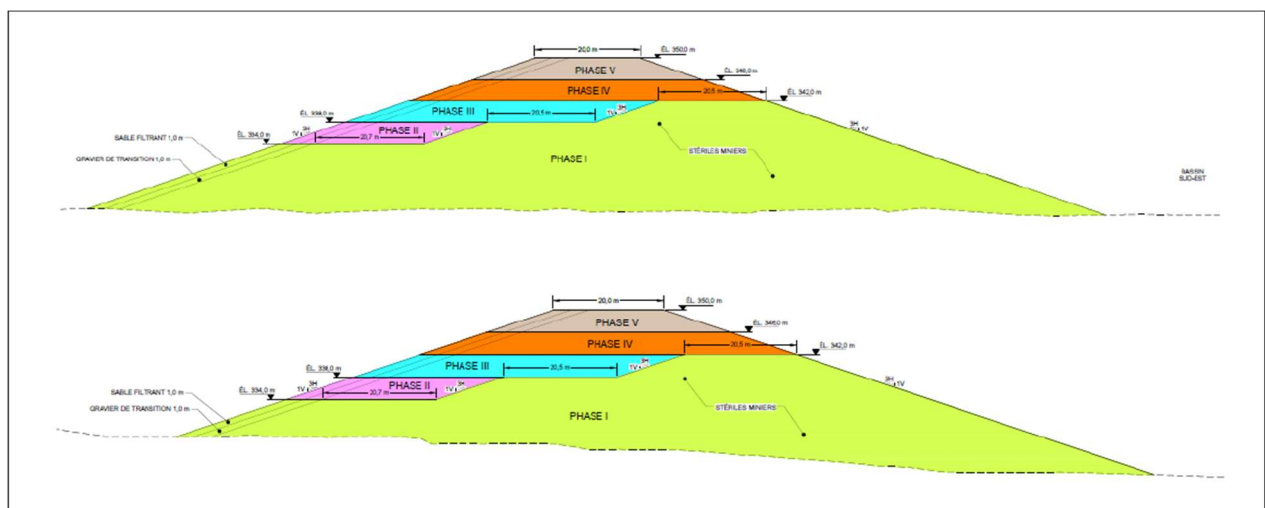 20,0 m
ÉL. 350,0 m
PHASE V
ÉL. 346,0 m
PHASE IV
20,5 m
ÉL. 342,0 m
PHASE III
20,5 m
3H
1V
ÉL. 338,0 m
PHASE II
3H
1V
20,7 m
3H
1V
3H
1V
ÉL. 334,0 m
SABLE FILTRANT 1,0 m
GRAVIER DE TRANSITION 1,0 m
PHASE I
STÉRILES MINIERS
BASSIN
SUD-EST
20,0 m
ÉL. 350,0 m
PHASE V
ÉL. 346,0 m
PHASE IV
20,5 m
ÉL. 342,0 m
PHASE III
20,5 m
3H
1V
ÉL. 338,0 m
PHASE II
3H
1V
20,7 m
3H
1V
3H
1V
ÉL. 334,0 m
SABLE FILTRANT 1,0 m
GRAVIER DE TRANSITION 1,0 m
PHASE I
STÉRILES MINIERS